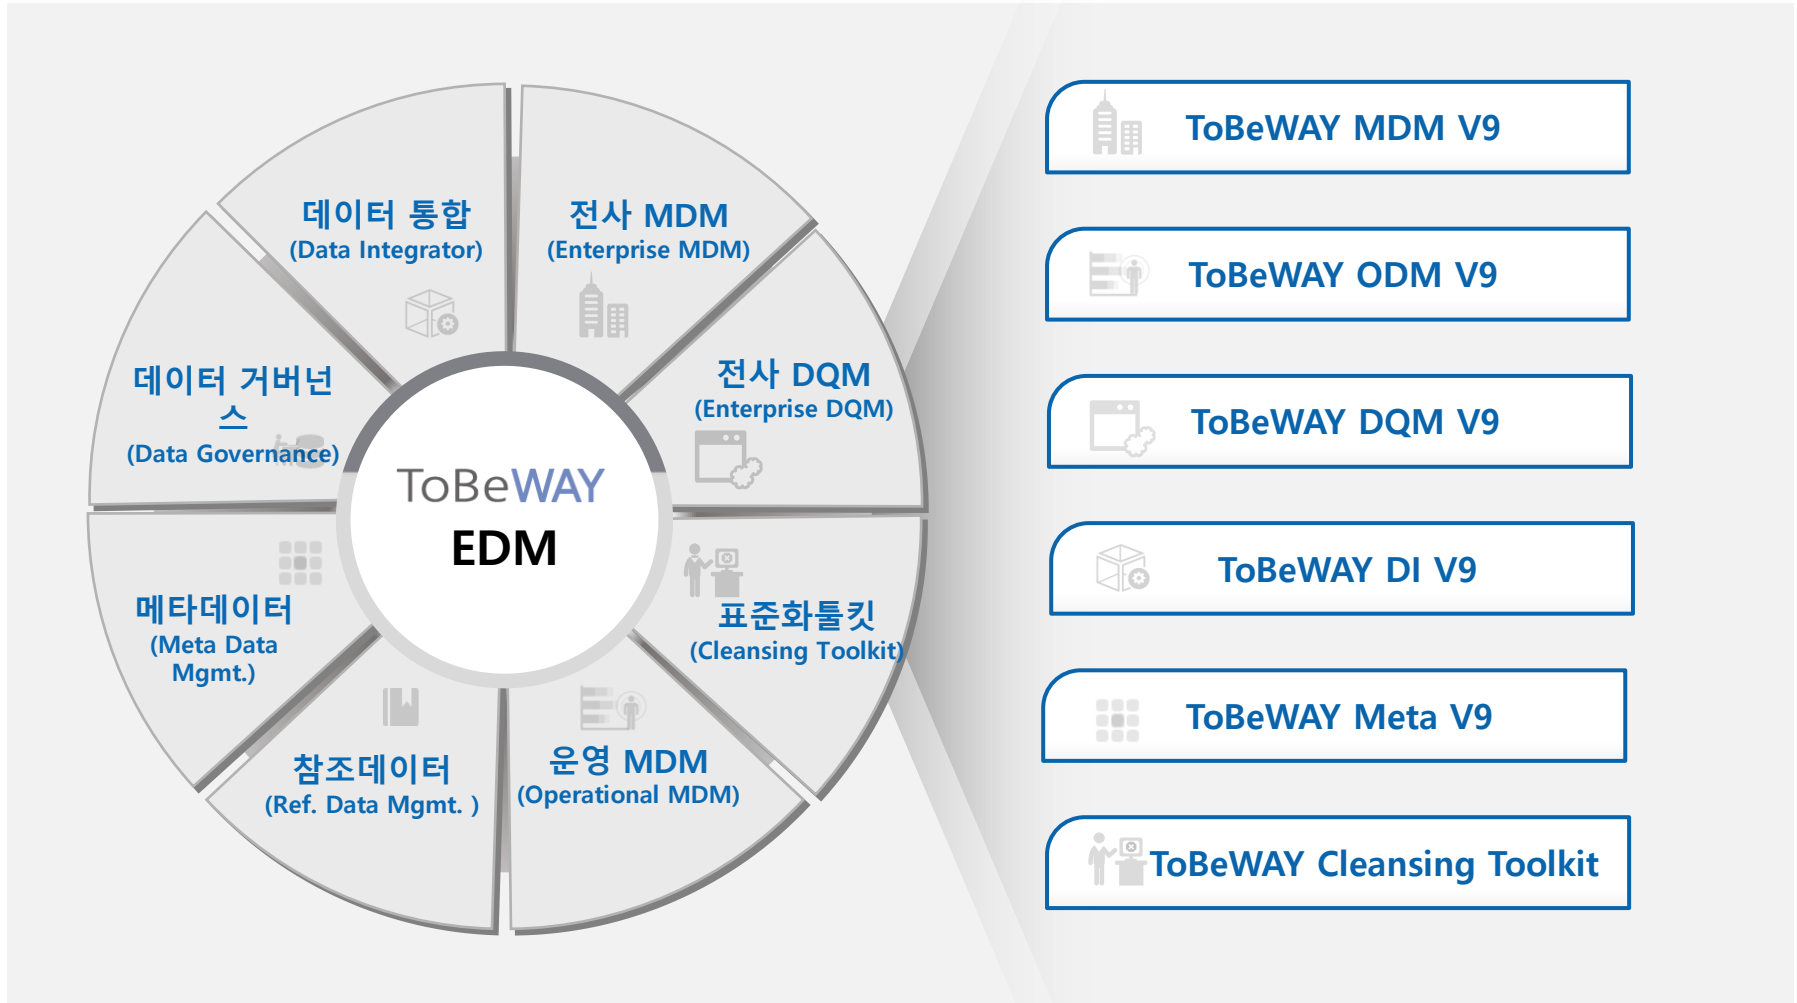 데이터 통합
(Data Integrator)
전사 MDM
(Enterprise MDM)
데이터 거버넌
스
(Data Governance)
전사 DQM
(Enterprise DQM)
ToBeWAY
EDM
메타데이터
(Meta Data
Mgmt.)
표준화툴킷
(Cleansing Toolkit)
참조데이터
(Ref. Data Mgmt. )
운영 MDM
(Operational MDM)
ToBeWAY MDM V9
ToBeWAY ODM V9
ToBeWAY DQM V9
ToBeWAY DI V9
ToBeWAY Meta V9
ToBeWAY Cleansing Toolkit